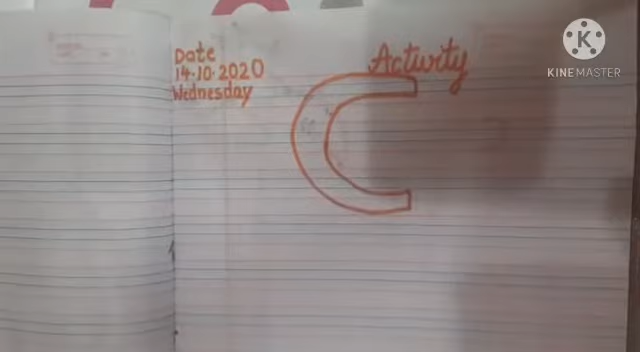 Date
14.10.2020
Wednesday
Activity
C
KINEMASTER